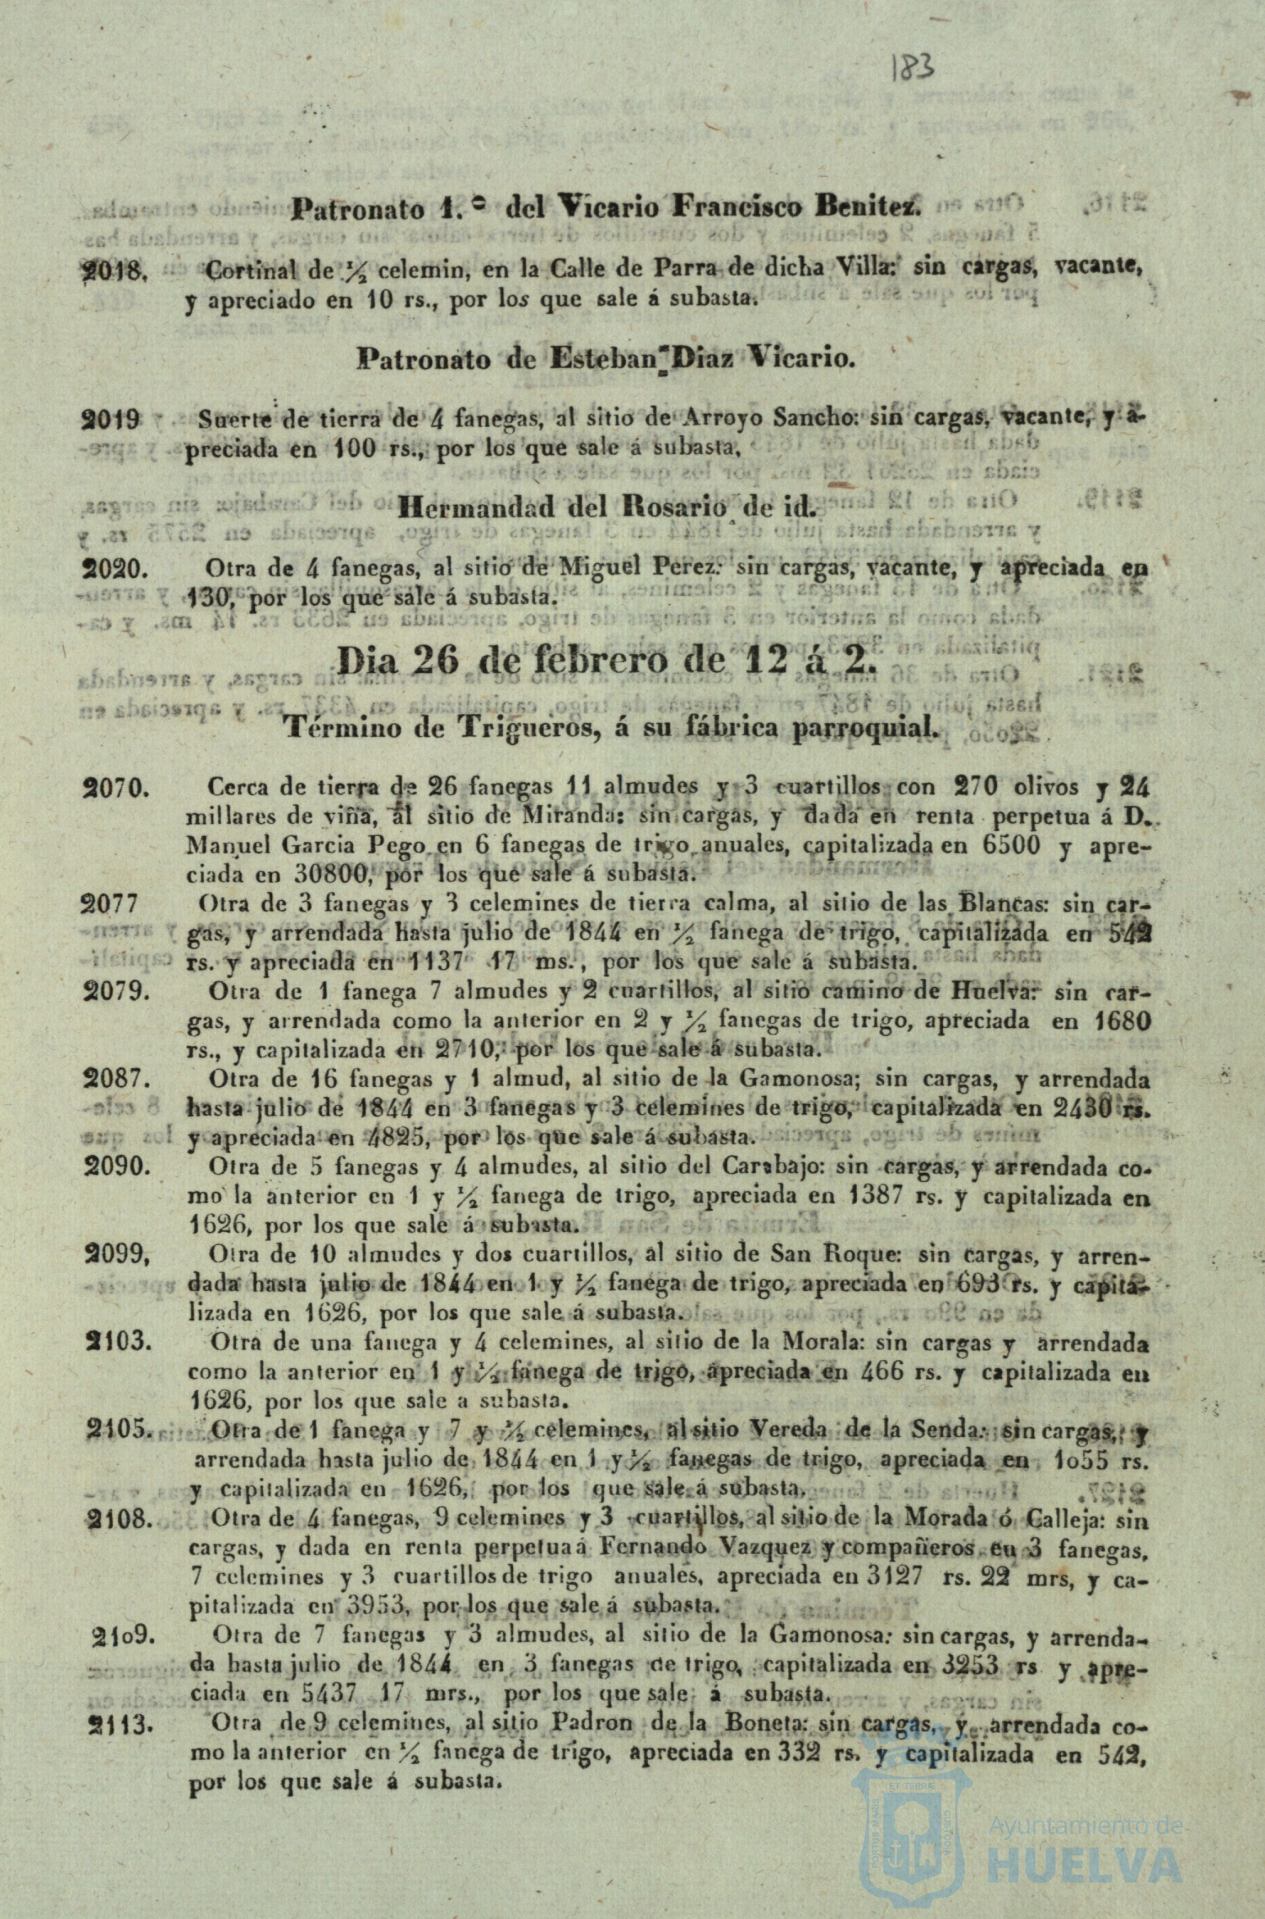 183
Patronato 1.º del Vicario Francisco Benitez.
2018. Cortinal de ½ celemin, en la Calle de Parra de dicha Villa: sin cargas, vacante,
y apreciado en 10 rs., por los que sale á subasta.
Patronato de Esteban Diaz Vicario.
2019 Suerte de tierra de 4 fanegas, al sitio de Arroyo Sancho: sin cargas, vacante, y a-
preciada en 100 rs., por los que sale á subasta.
Hermandad del Rosario de id.
2020. Otra de 4 fanegas, al sitio de Miguel Perez: sin cargas, vacante, y apreciada en
130, por los que sale á subasta.
Dia 26 de febrero de 12 á 2.
Término de Trigueros, á su fábrica parroquial.
2070. Cerca de tierra de 26 fanegas 11 almudes y 3 cuartillos con 270 olivos y 24
millares de viña, al sitio de Miranda: sin cargas, y dada en renta perpetua á D.
Manuel Garcia Pego en 6 fanegas de trigo anuales, capitalizada en 6500 y apre-
ciada en 30800, por los que sale á subasta.
2077 Otra de 3 fanegas y 3 celemines de tierra calma, al sitio de las Blancas: sin car-
gas, y arrendada hasta julio de 1844 en ½ fanega de trigo, capitalizada en 542
rs. y apreciada en 1137 17 ms., por los que sale á subasta.
2079. Otra de 1 fanega 7 almudes y 2 cuartillos, al sitio camino de Huelva: sin car-
gas, y arrendada como la anterior en 2 y ½ fanegas de trigo, apreciada en 1680
rs., y capitalizada en 2710, por los que sale á subasta.
2087. Otra de 16 fanegas y 1 almud, al sitio de la Gamonosa; sin cargas, y arrendada
hasta julio de 1844 en 3 fanegas y 3 celemines de trigo, capitalizada en 2430 rs.
y apreciada en 4825, por los que sale á subasta.
2090. Otra de 5 fanegas y 4 almudes, al sitio del Carabajo: sin cargas, y arrendada co-
mo la anterior en 1 y ½ fanega de trigo, apreciada en 1387 rs. y capitalizada en
1626, por los que sale á subasta.
2099, Otra de 10 almudes y dos cuartillos, al sitio de San Roque: sin cargas, y arren-
dada hasta julio de 1844 en 1 y ½ fanega de trigo, apreciada en 693 rs. y capita-
lizada en 1626, por los que sale á subasta.
2103. Otra de una fanega y 4 celemines, al sitio de la Morala: sin cargas y arrendada
como la anterior en 1 y ½ fanega de trigo, apreciada en 466 rs. y capitalizada en
1626, por los que sale a subasta.
2105. Otra de 1 fanega y 7 y ½ celemines, al sitio Vereda de la Senda: sin cargas, y
arrendada hasta julio de 1844 en 1 y ½ fanegas de trigo, apreciada en 1o55 rs.
y capitalizada en 1626, por los que sale á subasta.
2108. Otra de 4 fanegas, 9 celemines y 3 cuartillos, al sitio de la Morada ó Calleja: sin
cargas, y dada en renta perpetua á Fernando Vazquez y compañeros en 3 fanegas,
7 celemines y 3 cuartillos de trigo anuales, apreciada en 3127 rs. 22 mrs, y ca-
pitalizada en 3953, por los que sale á subasta.
21o9. Otra de 7 fanegas y 3 almudes, al sitio de la Gamonosa: sin cargas, y arrenda-
da hasta julio de 1844 en 3 fanegas de trigo, capitalizada en 3253 rs y apre-
ciada en 5437 17 mrs., por los que sale á subasta.
2113. Otra de 9 celemines, al sitio Padron de la Boneta: sin cargas, y arrendada co-
mo la anterior en ½ fanega de trigo, apreciada en 332 rs. y capitalizada en 542,
por los que sale á subasta.
Ayuntamiento de
HUELVA